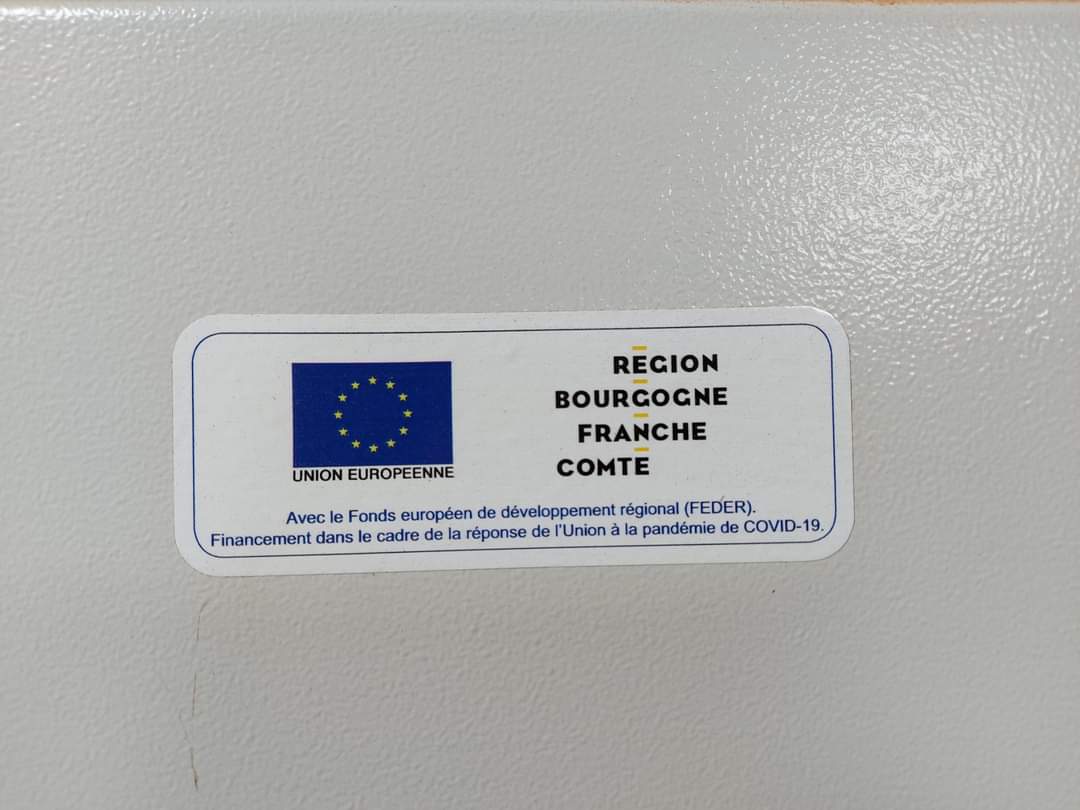 UNION EUROPEENNE
REGION
BOURGOGNE
FRANCHE
COMTE
Avec le Fonds européen de développement régional (FEDER).
Financement dans le cadre de la réponse de l'Union à la pandémie de COVID-19.